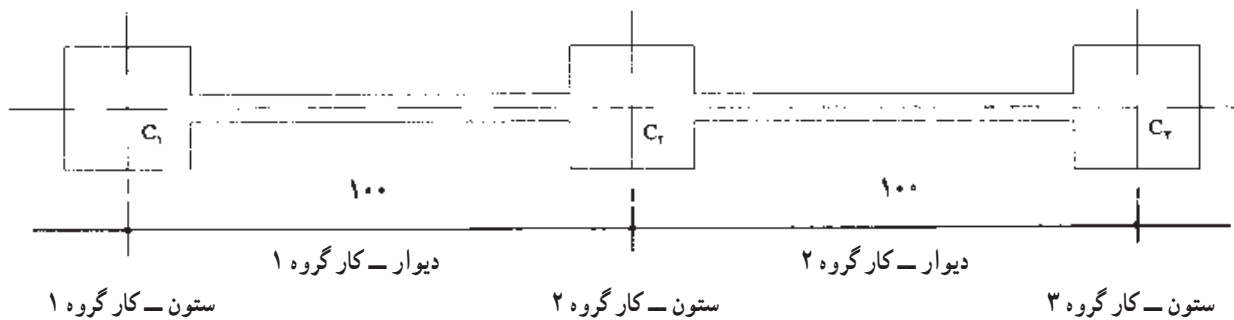 C۱ C۲ C۳
۱۰۰ ۱۰۰
دیوار ــ کار گروه ۱ دیوار ــ کار گروه ۲
ستون ــ کار گروه ۱ ستون ــ کار گروه ۲ ستون ــ کار گروه ۳